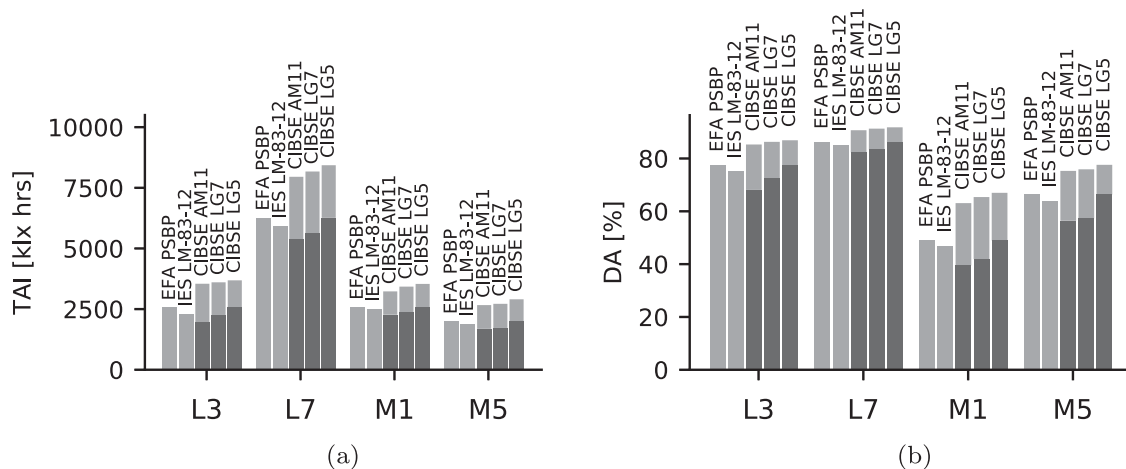 TAI [klx hrs]
10000
7500
5000
2500
0
EFA PSBP
IES LM-83-12
CIBSE AM11
CIBSE LG7
CIBSE LG5
EFA PSBP
IES LM-83-12
CIBSE AM11
CIBSE LG7
CIBSE LG5
EFA PSBP
IES LM-83-12
CIBSE AM11
CIBSE LG7
CIBSE LG5
EFA PSBP
IES LM-83-12
CIBSE AM11
CIBSE LG7
CIBSE LG5
L3
L7
M1
M5
(a)
DA [%]
80
60
40
20
0
EFA PSBP
IES LM-83-12
CIBSE AM11
CIBSE LG7
CIBSE LG5
EFA PSBP
IES LM-83-12
CIBSE AM11
CIBSE LG7
CIBSE LG5
EFA PSBP
IES LM-83-12
CIBSE AM11
CIBSE LG7
CIBSE LG5
EFA PSBP
IES LM-83-12
CIBSE AM11
CIBSE LG7
CIBSE LG5
L3
L7
M1
M5
(b)